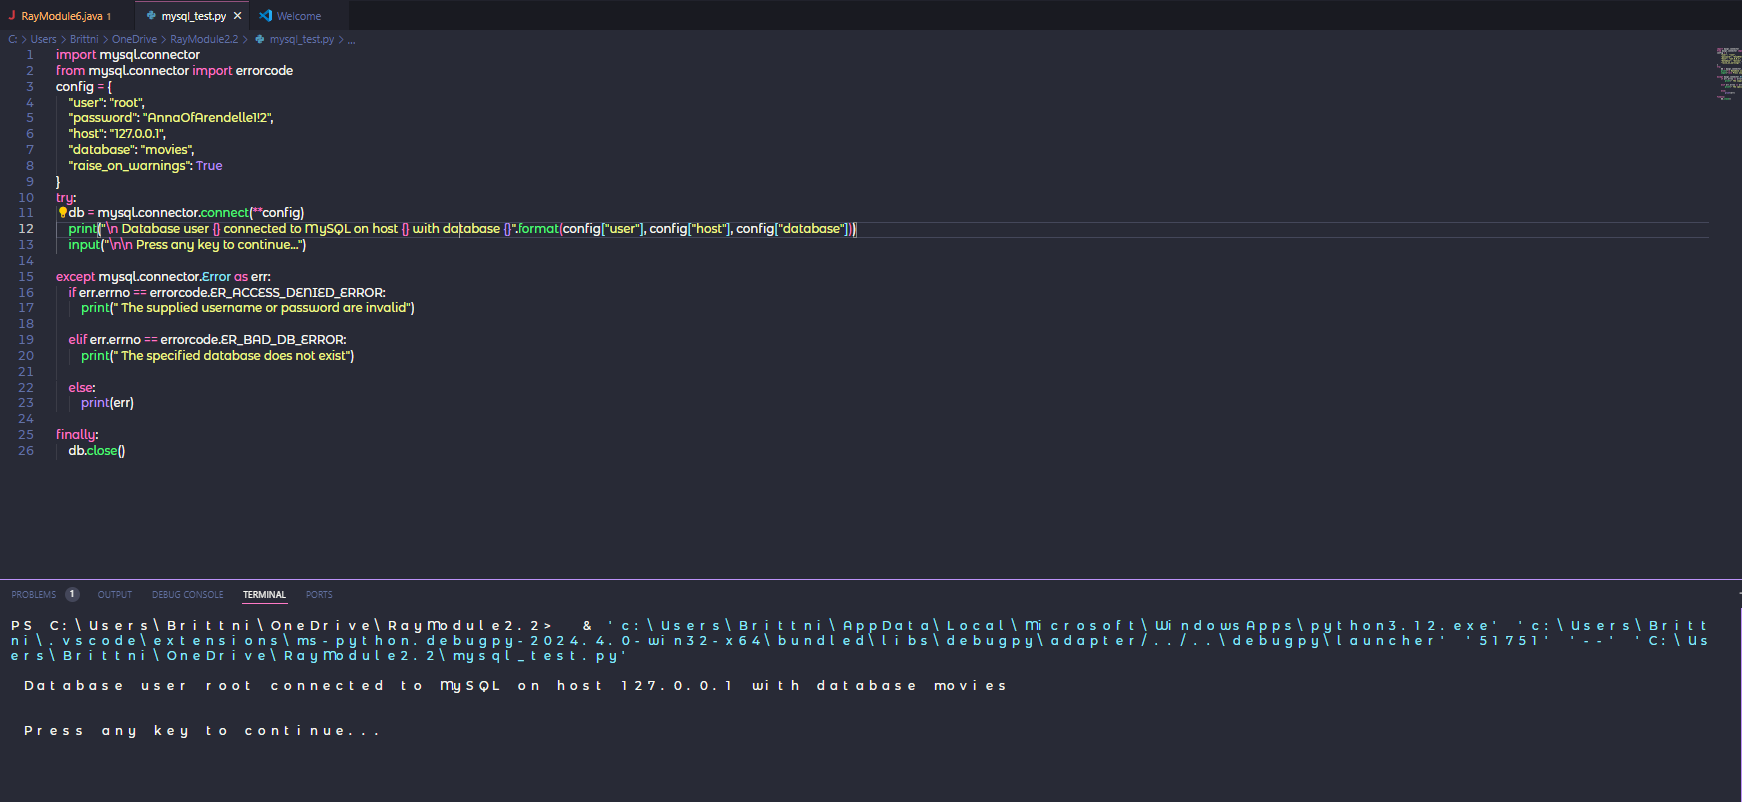 RayModule6.java 1 mysql_test.py Welcome
C: > Users > Brittni > OneDrive > RayModule2.2 > mysql_test.py > ...
1 import mysql.connector
2 from mysql.connector import errorcode
3 config = {
4 "user": "root",
5 "password": "AnnaOfArendelle1!2",
6 "host": "127.0.0.1",
7 "database": "movies",
8 "raise_on_warnings": True
9 }
10 try:
11 db = mysql.connector.connect(**config)
12 print("\n Database user {} connected to MySQL on host {} with database {}".format(config["user"], config["host"], config["database"]))
13 input("\n\n Press any key to continue...")
14
15 except mysql.connector.Error as err:
16 if err.errno == errorcode.ER_ACCESS_DENIED_ERROR:
17 print(" The supplied username or password are invalid")
18
19 elif err.errno == errorcode.ER_BAD_DB_ERROR:
20 print(" The specified database does not exist")
21
22 else:
23 print(err)
24
25 finally:
26 db.close()
PROBLEMS 1 OUTPUT DEBUG CONSOLE TERMINAL PORTS
PS C:\Users\Brittni\OneDrive\RayModule2.2> & 'c:\Users\Brittni\AppData\Local\Microsoft\WindowsApps\python3.12.exe' 'c:\Users\Britt
ni\.vscode\extensions\ms-python.debugpy-2024.4.0-win32-x64\bundled\libs\debugpy\adapter/../..\debugpy\launcher' '51751' '--' 'C:\Us
ers\Brittni\OneDrive\RayModule2.2\mysql_test.py'
Database user root connected to MySQL on host 127.0.0.1 with database movies
Press any key to continue...